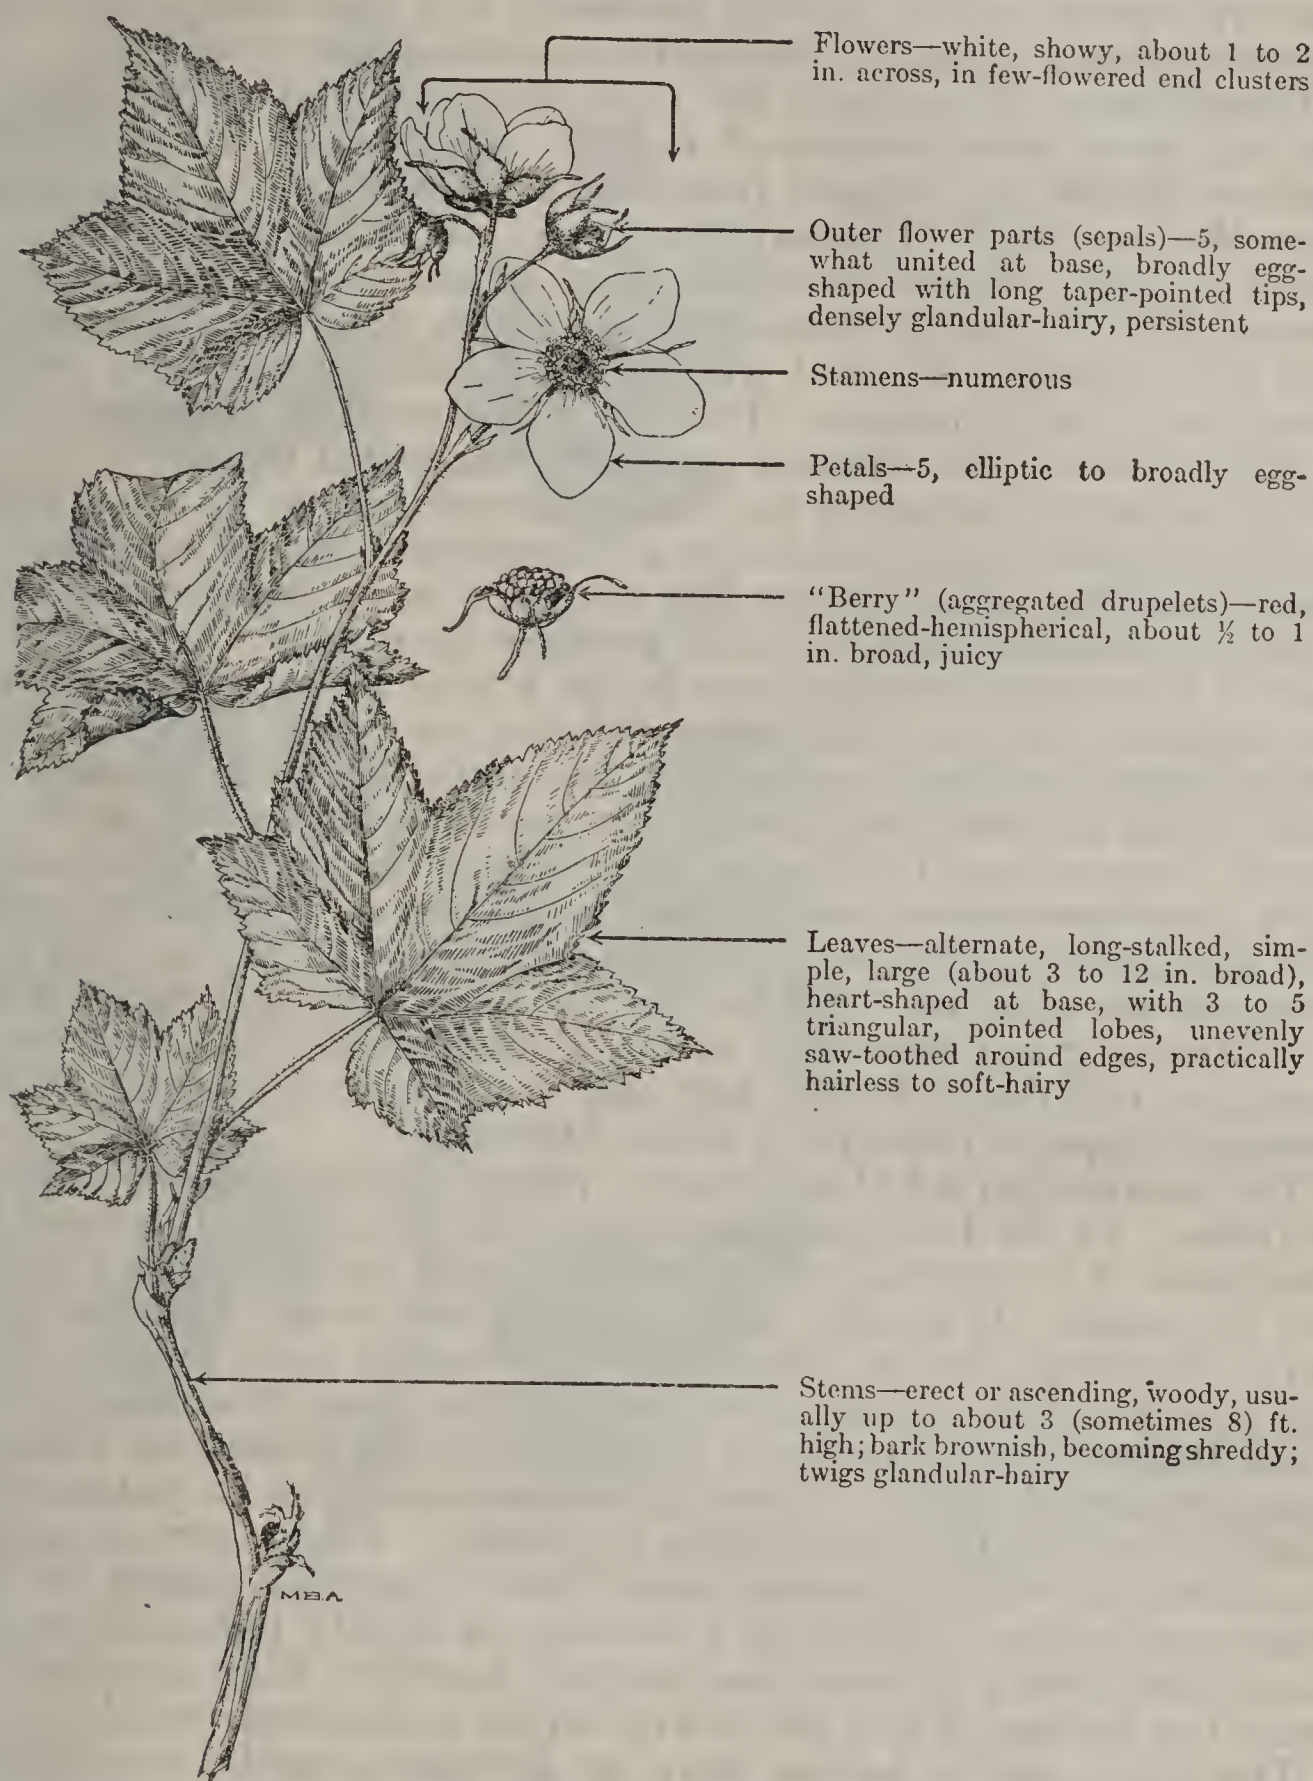 Flowers—white, showy, about 1 to 2
in. across, in few-flowered end clusters
Outer flower parts (sepals)—5, some-
what united at base, broadly egg-
shaped with long taper-pointed tips,
densely glandular-hairy, persistent
Stamens—numerous
Petals—5, elliptic to broadly egg-
shaped
"Berry" (aggregated drupelets)—red,
flattened-hemispherical, about ½ to 1
in. broad, juicy
Leaves—alternate, long-stalked, sim-
ple, large (about 3 to 12 in. broad),
heart-shaped at base, with 3 to 5
triangular, pointed lobes, unevenly
saw-toothed around edges, practically
hairless to soft-hairy
Stems—erect or ascending, woody, usu-
ally up to about 3 (sometimes 8) ft.
high; bark brownish, becoming shreddy;
twigs glandular-hairy
M.B.A.